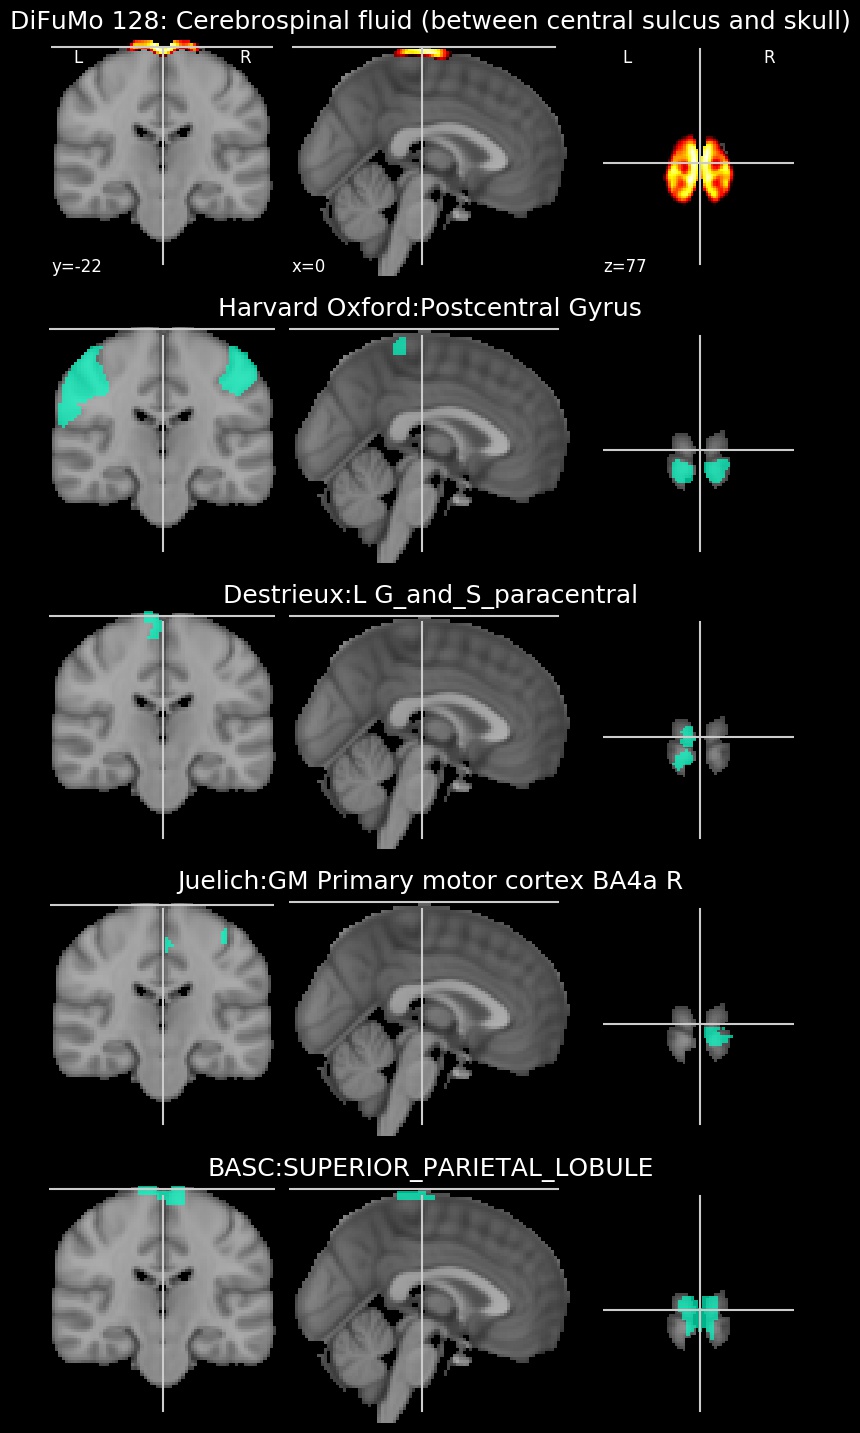 DiFuMo 128: Cerebrospinal fluid (between central sulcus and skull)
L R L R
y=-22 x=0 z=77
Harvard Oxford:Postcentral Gyrus
Destrieux:L G_and_S_paracentral
Juelich:GM Primary motor cortex BA4a R
BASC:SUPERIOR_PARIETAL_LOBULE